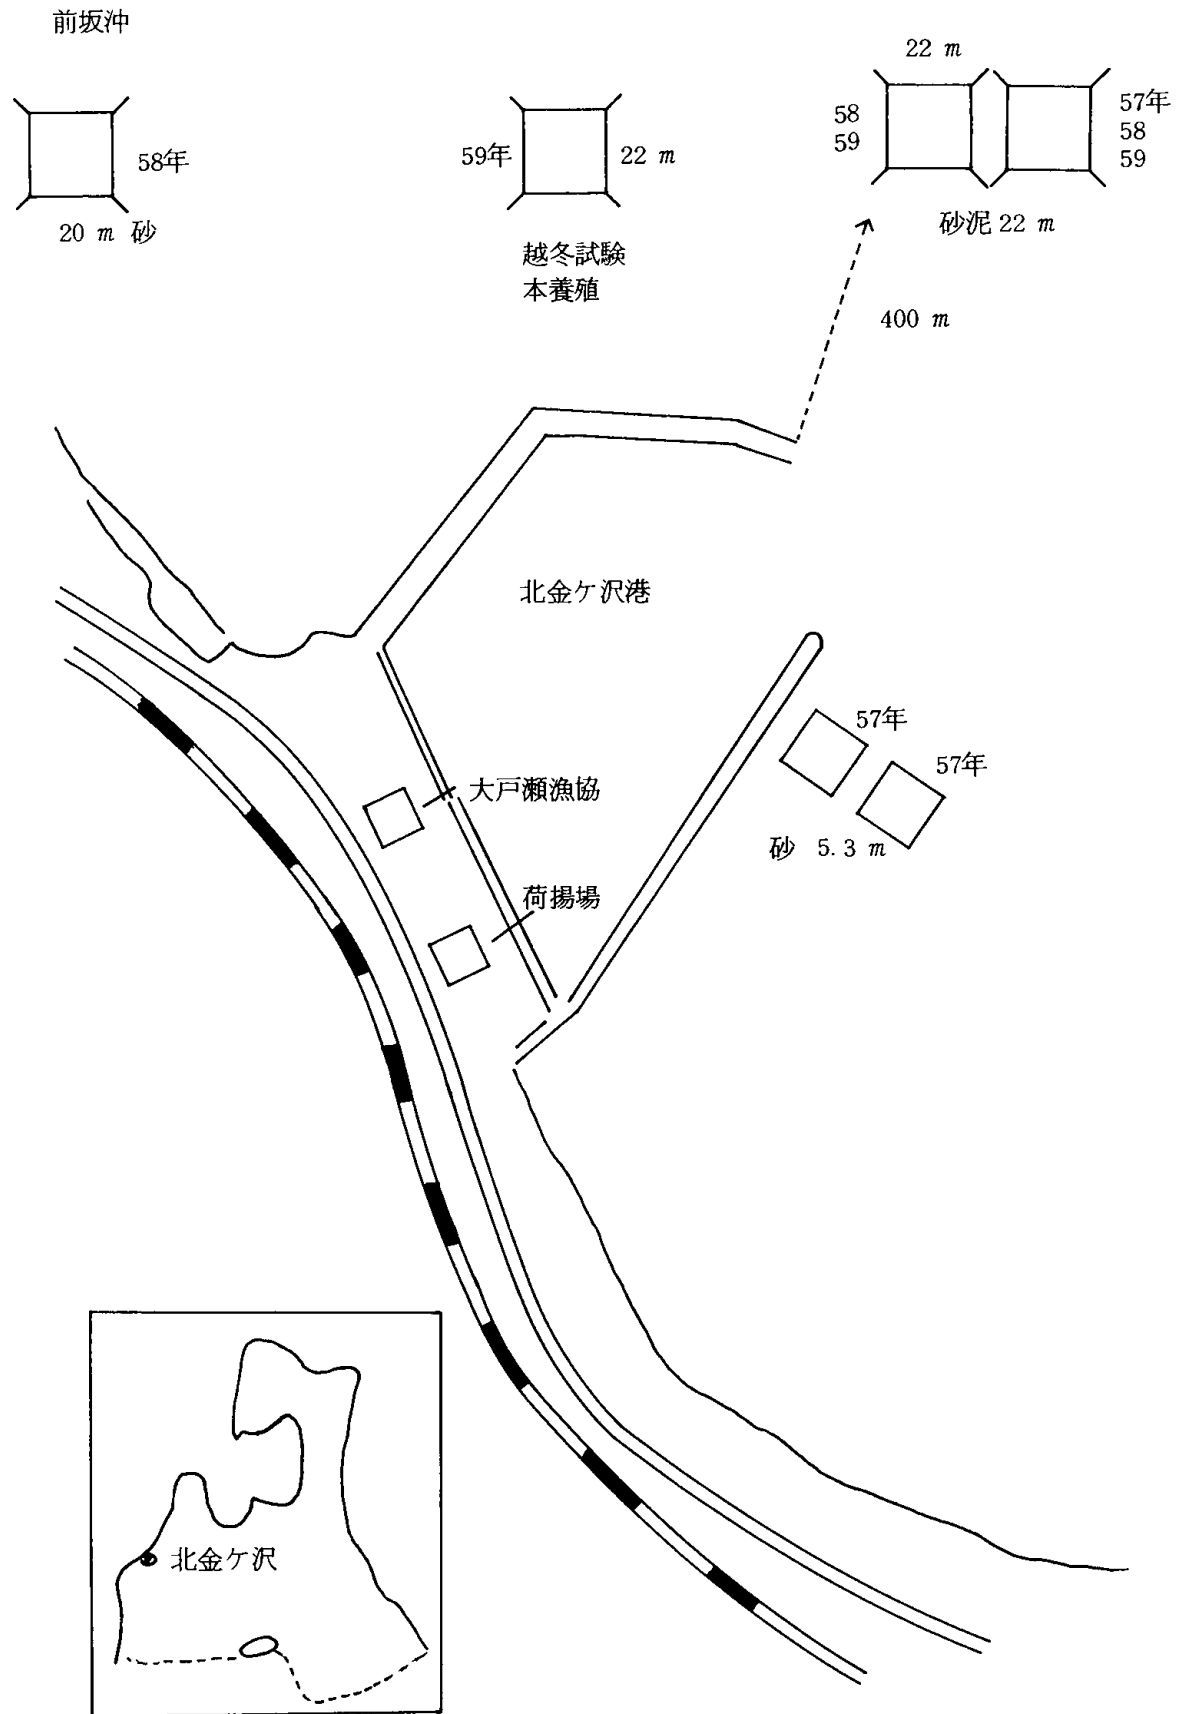 前坂沖
22 m
58年
59年
22 m
58
59
57年
58
59
20 m 砂
砂泥 22 m
越冬試験
本養殖
400 m
北金ケ沢港
57年
57年
大戸瀬漁協
砂 5.3 m
荷揚場
北金ケ沢